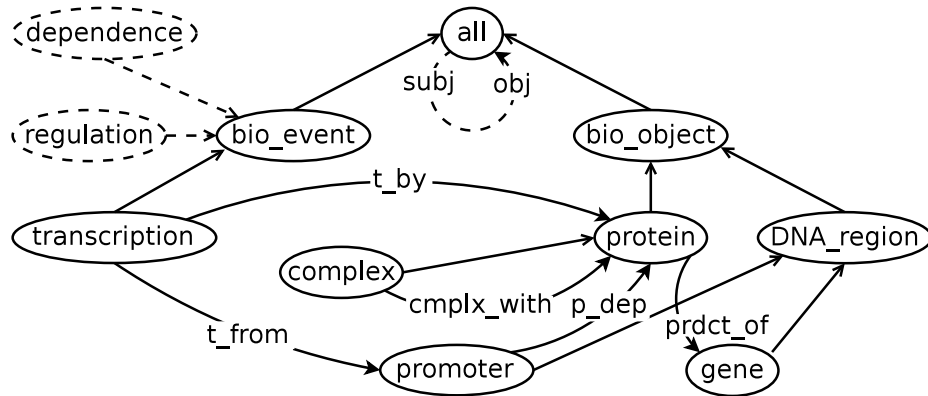 dependence
all
subj
obj
regulation
bio_event
bio_object
t_by
transcription
protein
DNA_region
complex
cmplx_with
p_dep
prdct_of
t_from
promoter
gene